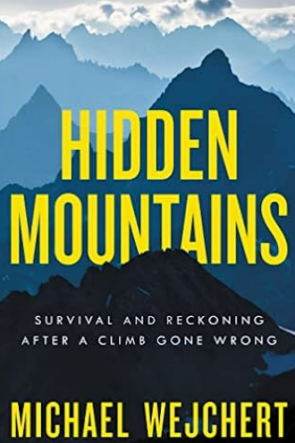 HIDDEN
MOUNTAINS
SURVIVAL AND RECKONING
AFTER A CLIMB GONE WRONG
MICHAEL WEJCHERT